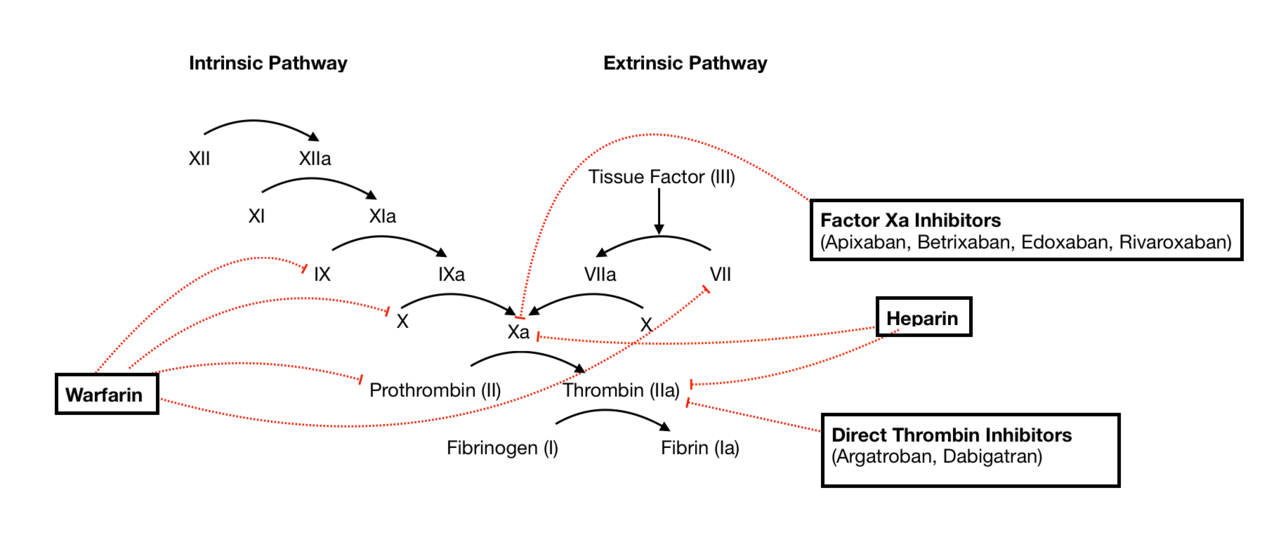 Intrinsic Pathway
Extrinsic Pathway
XII
XIIa
Tissue Factor (III)
XI
XIa
Factor Xa Inhibitors
(Apixaban, Betrixaban, Edoxaban, Rivaroxaban)
IX
IXa
VIIa
VII
X
Xa
X
Heparin
Warfarin
Prothrombin (II)
Thrombin (IIa)
Direct Thrombin Inhibitors
(Argatroban, Dabigatran)
Fibrinogen (I)
Fibrin (Ia)